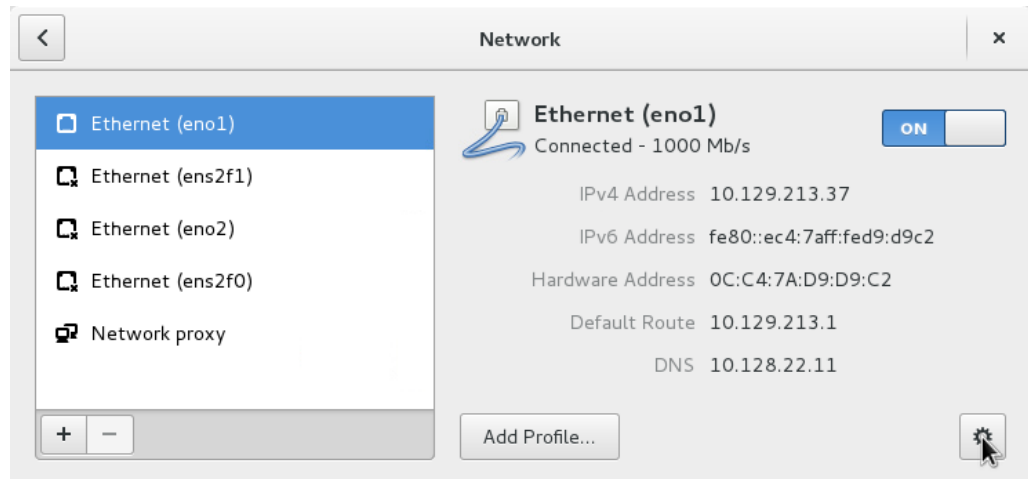 Network
Ethernet (eno1)
Ethernet (ens2f1)
Ethernet (eno2)
Ethernet (ens2f0)
Network proxy
Ethernet (eno1)
Connected - 1000 Mb/s
ON
IPv4 Address 10.129.213.37
IPv6 Address fe80::ec4:7aff:fed9:d9c2
Hardware Address 0C:C4:7A:D9:D9:C2
Default Route 10.129.213.1
DNS 10.128.22.11
Add Profile...